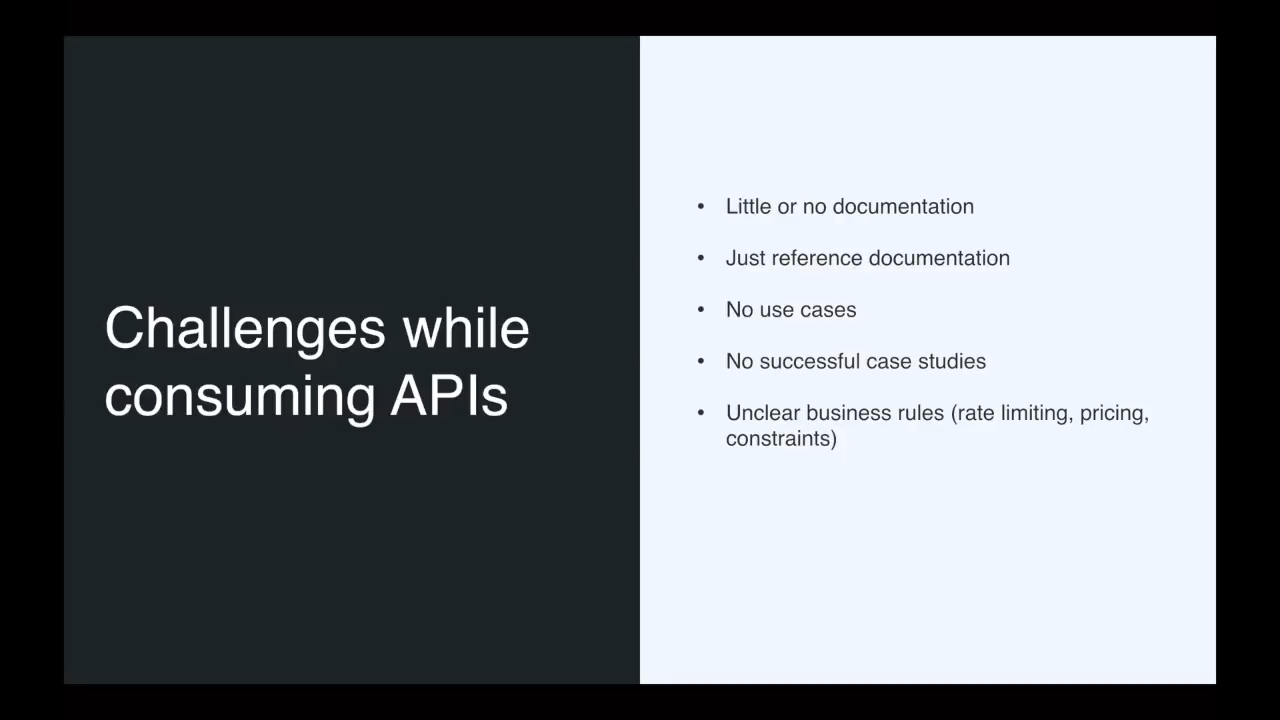 Challenges while
consuming APIs
• Little or no documentation
• Just reference documentation
• No use cases
• No successful case studies
• Unclear business rules (rate limiting, pricing,
constraints)